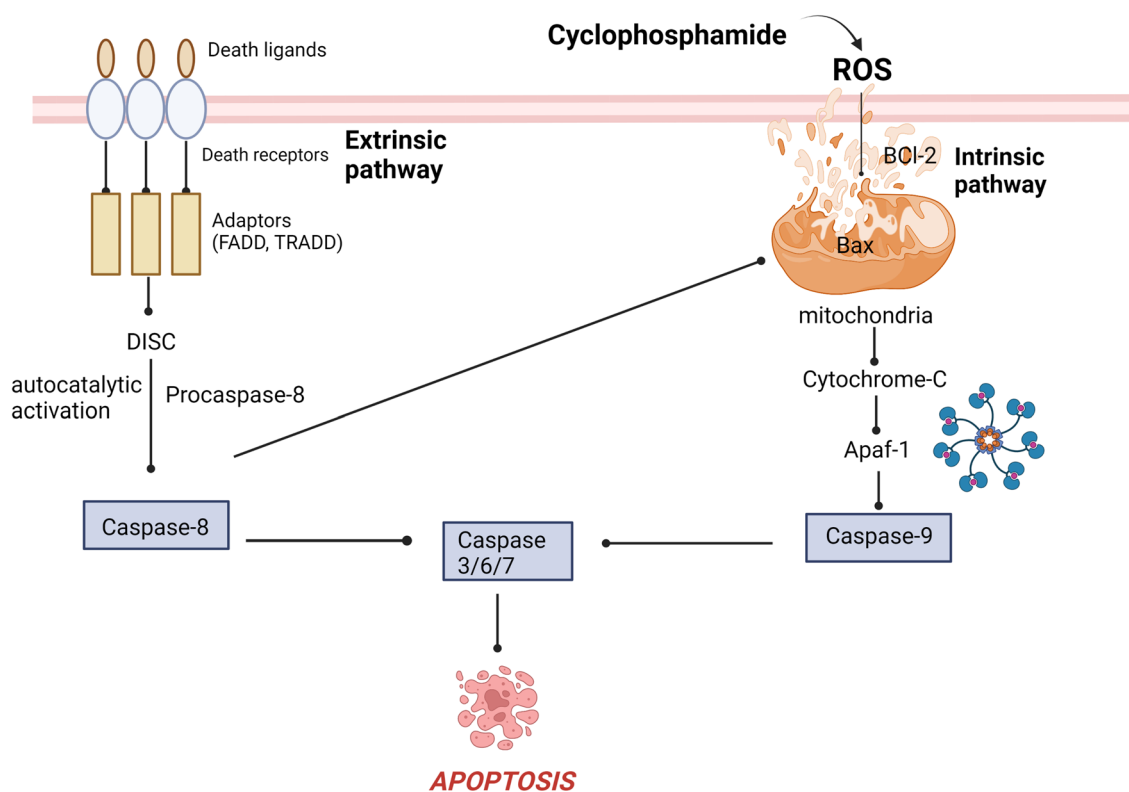 Cyclophosphamide
ROS
Death ligands
Death receptors
Extrinsic
pathway
BCl-2
Intrinsic
pathway
Adaptors
(FADD, TRADD)
Bax
mitochondria
DISC
autocatalytic
activation
Procaspase-8
Cytochrome-C
Apaf-1
Caspase-8
Caspase
3/6/7
Caspase-9
APOPTOSIS